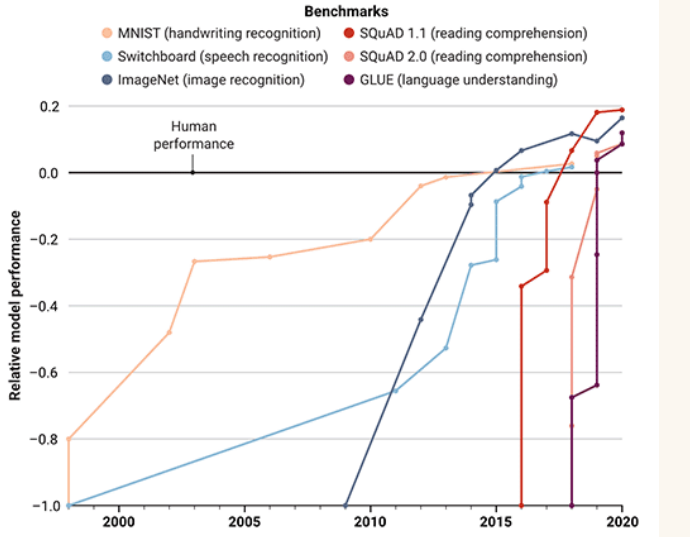 Benchmarks
MNIST (handwriting recognition)
SQuAD 1.1 (reading comprehension)
Switchboard (speech recognition)
SQuAD 2.0 (reading comprehension)
ImageNet (image recognition)
GLUE (language understanding)
0.2
Human
performance
0.0
−0.2
−0.4
−0.6
−0.8
−1.0
Relative model performance
2000
2005
2010
2015
2020